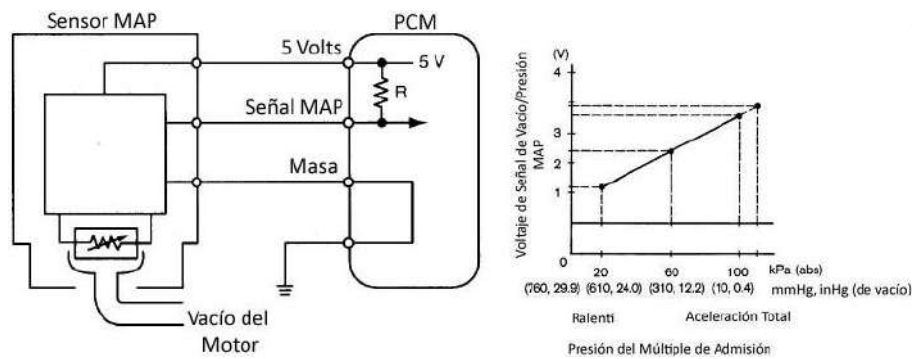 Sensor MAP
PCM
5 Volts
5 V
R
Señal MAP
Masa
Vacío del
Motor
(V)
4
3
2
1
0
Voltaje de Señal de Vacío/Presión
MAP
20 60 100 kPa (abs)
(760, 29.9) (610, 24.0) (310, 12.2) (10, 0.4) mmHg, inHg (de vacío)
Ralenti Aceleración Total
Presión del Múltiple de Admisión